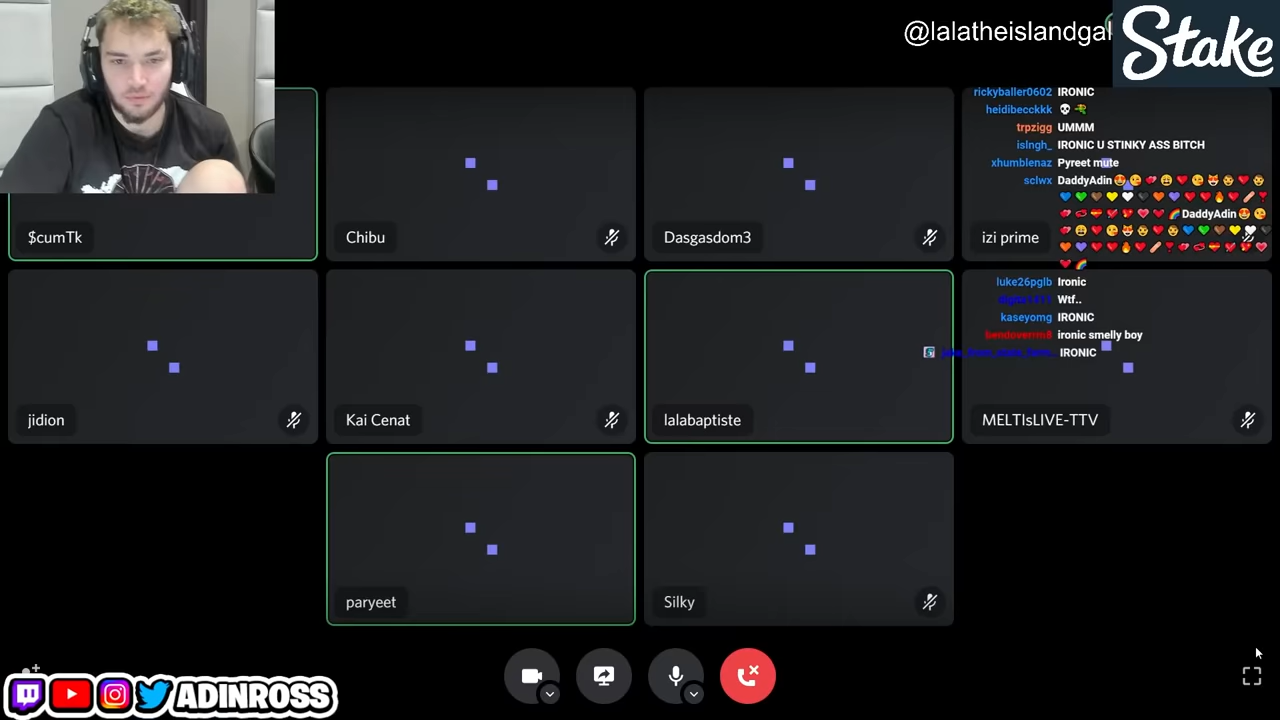 @lalatheislandgal
Stake
rickyballer0602 IRONIC
heidibecckkk
trpzigg UMMM
islngh_ IRONIC U STINKY ASS BITCH
xhumblenaz Pyreet mute
sclwx DaddyAdin
DaddyAdin
luke26pglb Ironic
Wtf..
kaseyomg IRONIC
bendoverrm8 ironic smelly boy
IRONIC
$cumTk
Chibu
Dasgasdom3
izi prime
jidion
Kai Cenat
lalabaptiste
MELTIsLIVE-TTV
paryeet
Silky
ADINROSS